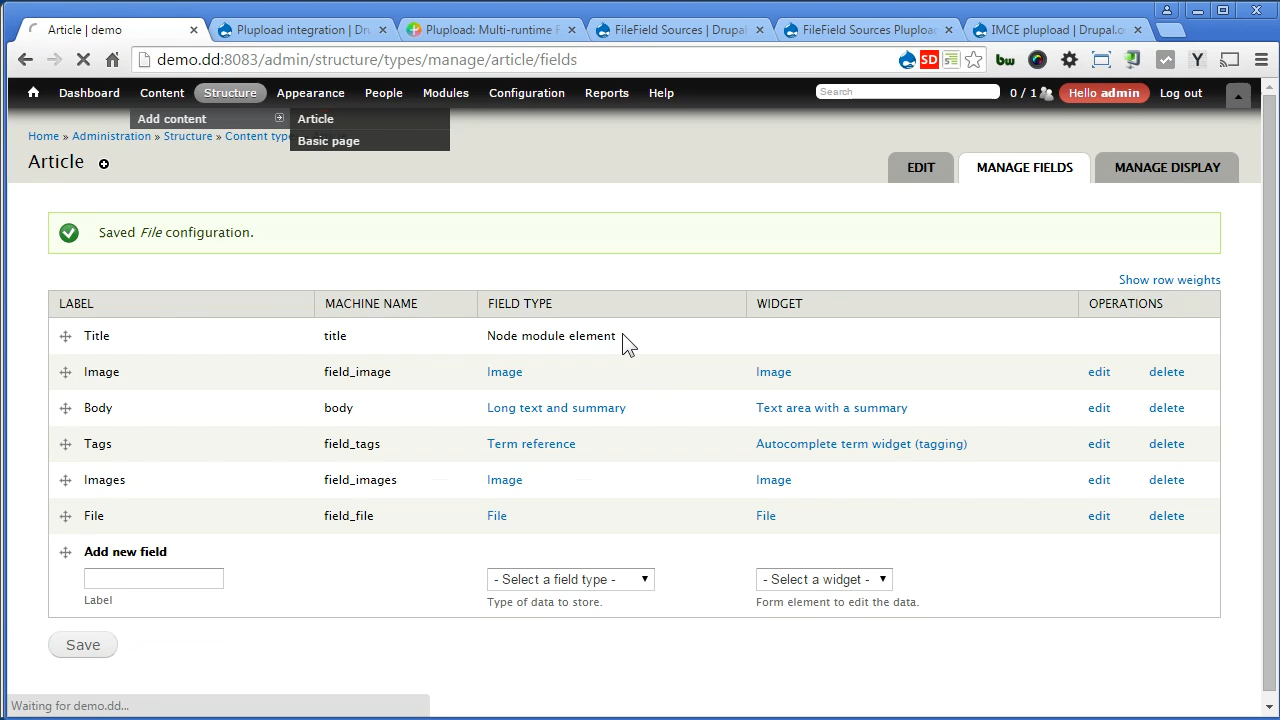 Article | demo
Plupload integration | Dru
Plupload: Multi-runtime F
FileField Sources | Drupal
FileField Sources Pluploa
IMCE plupload | Drupal.o
demo.dd:8083/admin/structure/types/manage/article/fields
SD
bw
Y
Dashboard
Content
Structure
Appearance
People
Modules
Configuration
Reports
Help
Search
0 / 1
Hello admin
Log out
Add content
Article
Basic page
Home » Administration » Structure » Content typ
Article
EDIT
MANAGE FIELDS
MANAGE DISPLAY
Saved File configuration.
Show row weights
LABEL MACHINE NAME FIELD TYPE WIDGET OPERATIONS
Title title Node module element
Image field_image Image Image edit delete
Body body Long text and summary Text area with a summary edit delete
Tags field_tags Term reference Autocomplete term widget (tagging) edit delete
Images field_images Image Image edit delete
File field_file File File edit delete
Add new field
- Select a field type - - Select a widget -
Label Type of data to store. Form element to edit the data.
Save
Waiting for demo.dd...